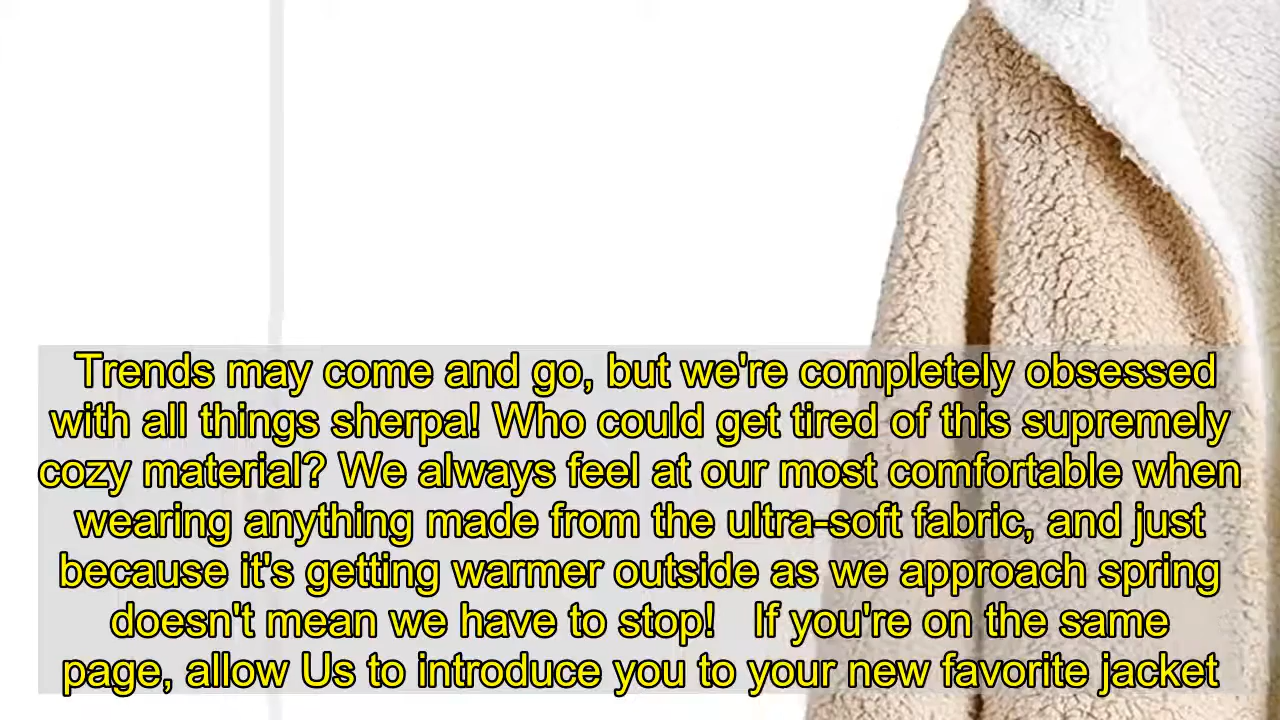 Trends may come and go, but we're completely obsessed
with all things sherpa! Who could get tired of this supremely
cozy material? We always feel at our most comfortable when
wearing anything made from the ultra-soft fabric, and just
because it's getting warmer outside as we approach spring
doesn't mean we have to stop!   If you're on the same
page, allow Us to introduce you to your new favorite jacket